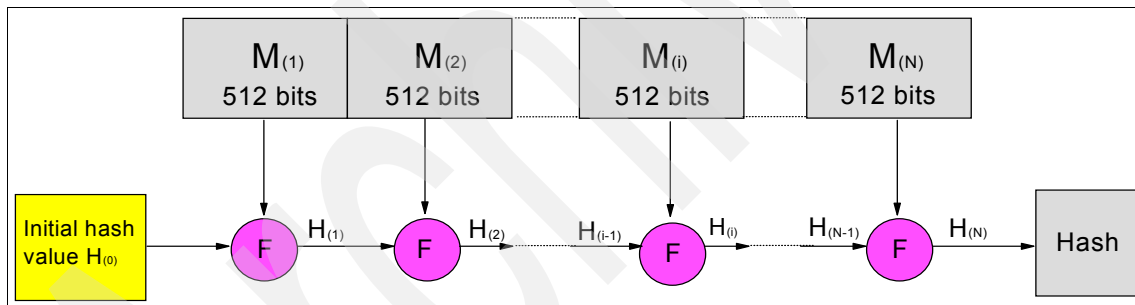 M(1)
512 bits
M(2)
512 bits
M(i)
512 bits
M(N)
512 bits
Initial hash
value H(0)
F
H(1)
F
H(2)
H(i-1)
F
H(i)
H(N-1)
F
H(N)
Hash